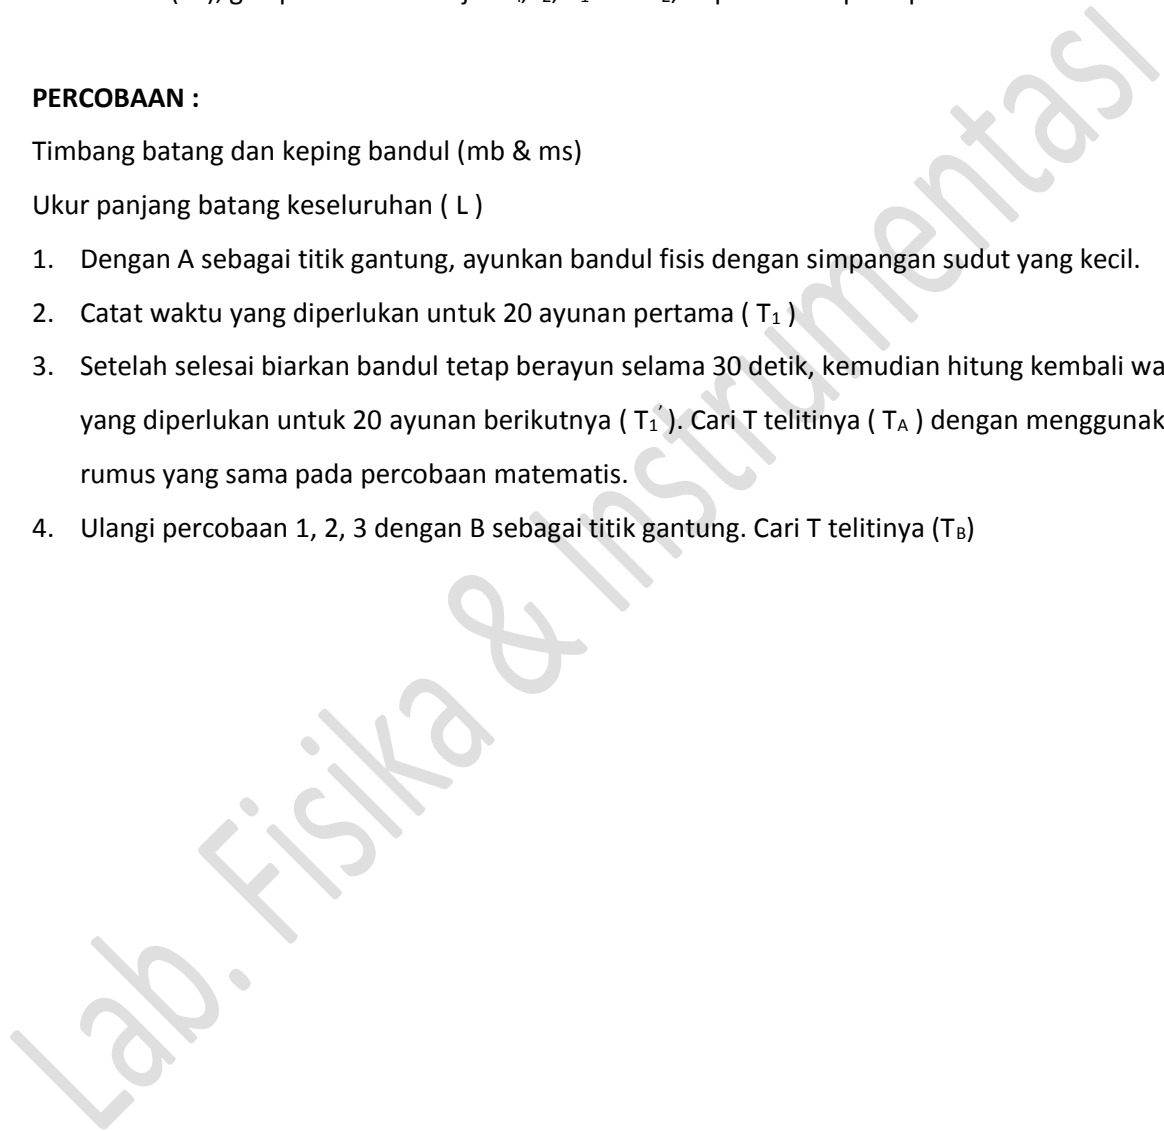 PERCOBAAN :
Timbang batang dan keping bandul (mb & ms)
Ukur panjang batang keseluruhan ( L )
1. Dengan A sebagai titik gantung, ayunkan bandul fisis dengan simpangan sudut yang kecil.
2. Catat waktu yang diperlukan untuk 20 ayunan pertama ( T₁ )
3. Setelah selesai biarkan bandul tetap berayun selama 30 detik, kemudian hitung kembali wa
yang diperlukan untuk 20 ayunan berikutnya ( T₁′ ). Cari T telitinya ( Tᴀ ) dengan menggunak
rumus yang sama pada percobaan matematis.
4. Ulangi percobaan 1, 2, 3 dengan B sebagai titik gantung. Cari T telitinya (Tʙ)
Lab. Fisika & Instrumentasi